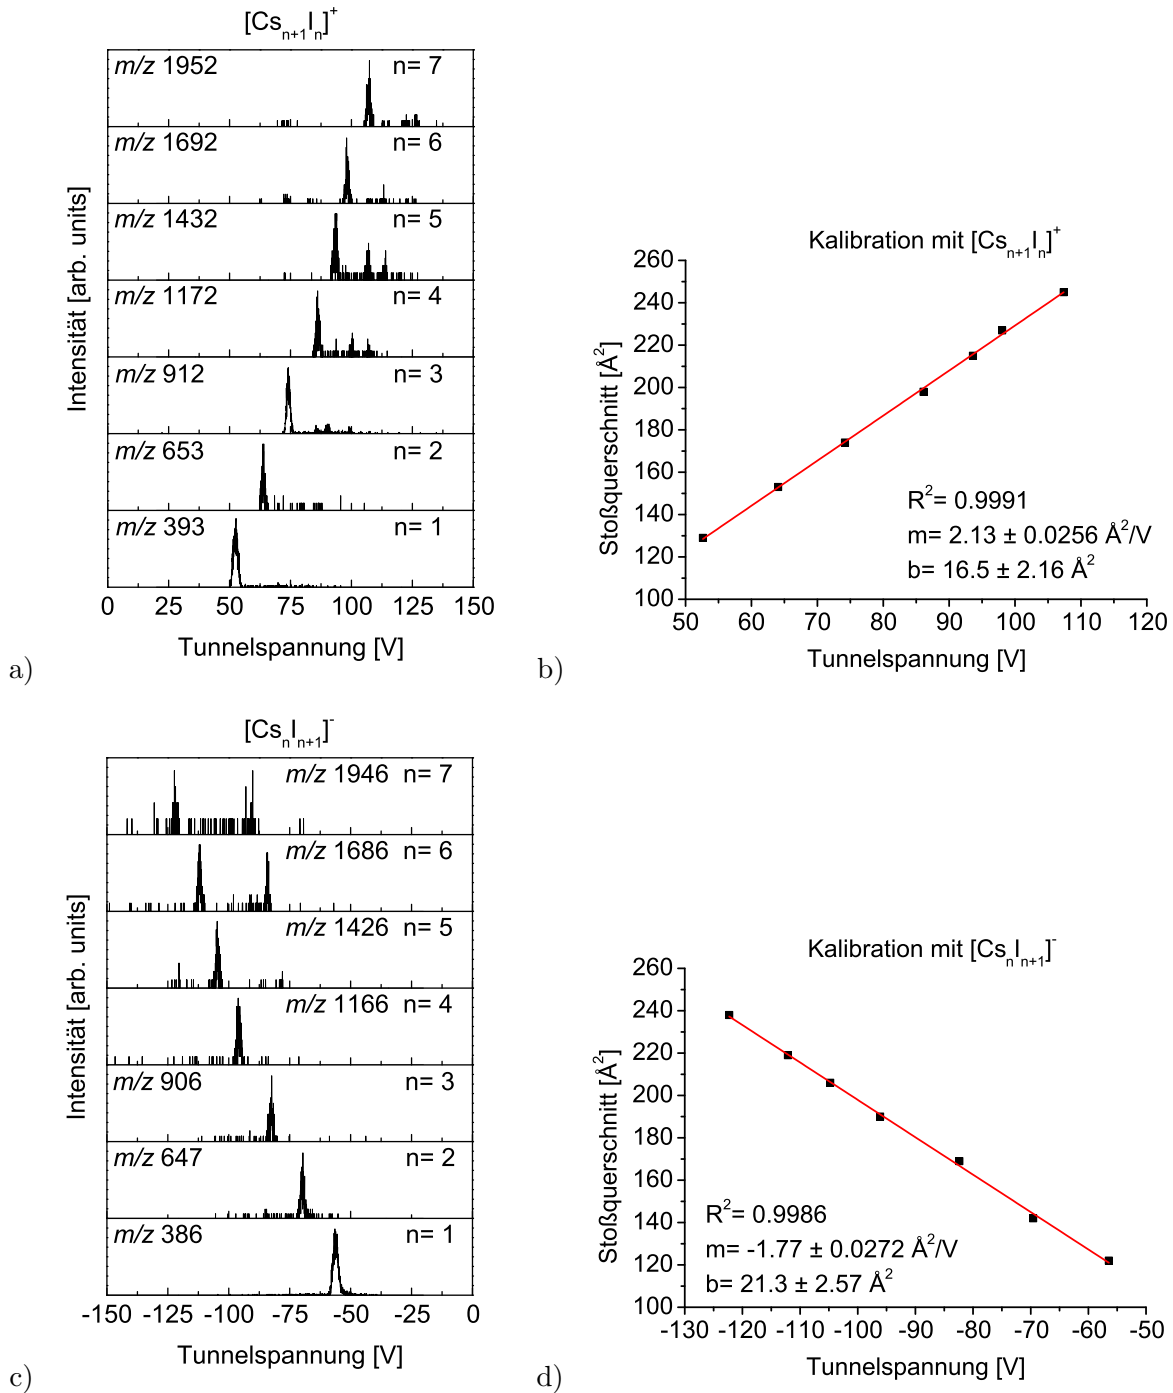 [Cs_{n+1}I_n]^+
m/z 1952 n= 7
m/z 1692 n= 6
m/z 1432 n= 5
m/z 1172 n= 4
m/z 912 n= 3
m/z 653 n= 2
m/z 393 n= 1
Intensität [arb. units]
0 25 50 75 100 125 150
Tunnelspannung [V]
a)
Kalibration mit [Cs_{n+1}I_n]^+
260
240
220
200
180
160
140
120
100
Stoßquerschnitt [Å²]
R²= 0.9991
m= 2.13 ± 0.0256 Å²/V
b= 16.5 ± 2.16 Å²
50 60 70 80 90 100 110 120
Tunnelspannung [V]
b)
[Cs_nI_{n+1}]^-
m/z 1946 n= 7
m/z 1686 n= 6
m/z 1426 n= 5
m/z 1166 n= 4
m/z 906 n= 3
m/z 647 n= 2
m/z 386 n= 1
Intensität [arb. units]
-150 -125 -100 -75 -50 -25 0
Tunnelspannung [V]
c)
Kalibration mit [Cs_nI_{n+1}]^-
260
240
220
200
180
160
140
120
100
Stoßquerschnitt [Å²]
R²= 0.9986
m= -1.77 ± 0.0272 Å²/V
b= 21.3 ± 2.57 Å²
-130 -120 -110 -100 -90 -80 -70 -60 -50
Tunnelspannung [V]
d)